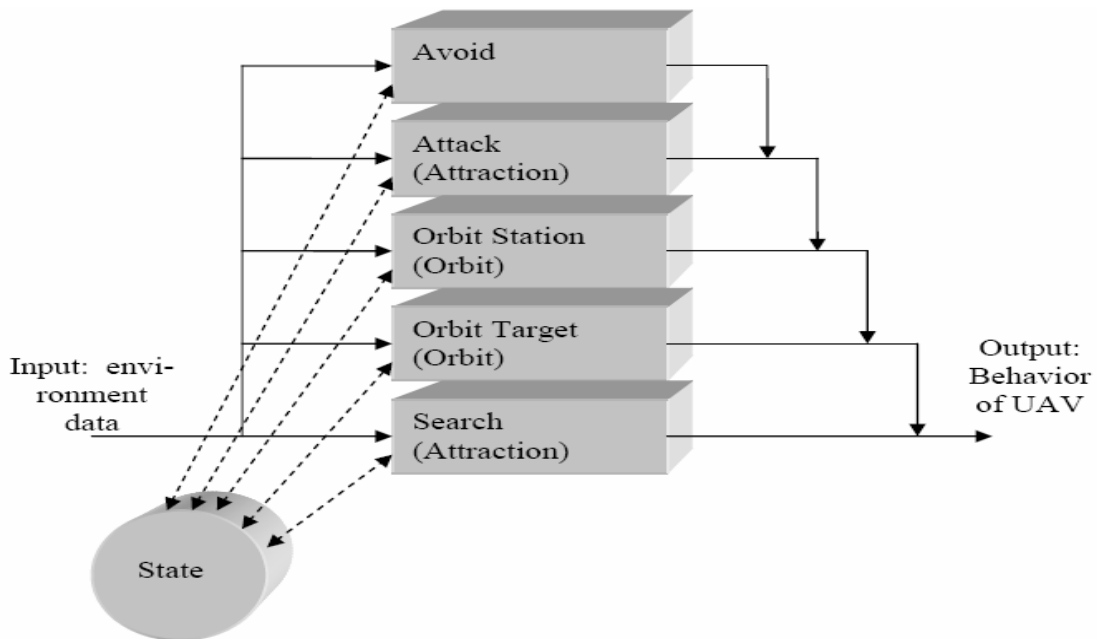 Avoid
Attack
(Attraction)
Orbit Station
(Orbit)
Orbit Target
(Orbit)
Search
(Attraction)
Input: envi-
ronment
data
Output:
Behavior
of UAV
State